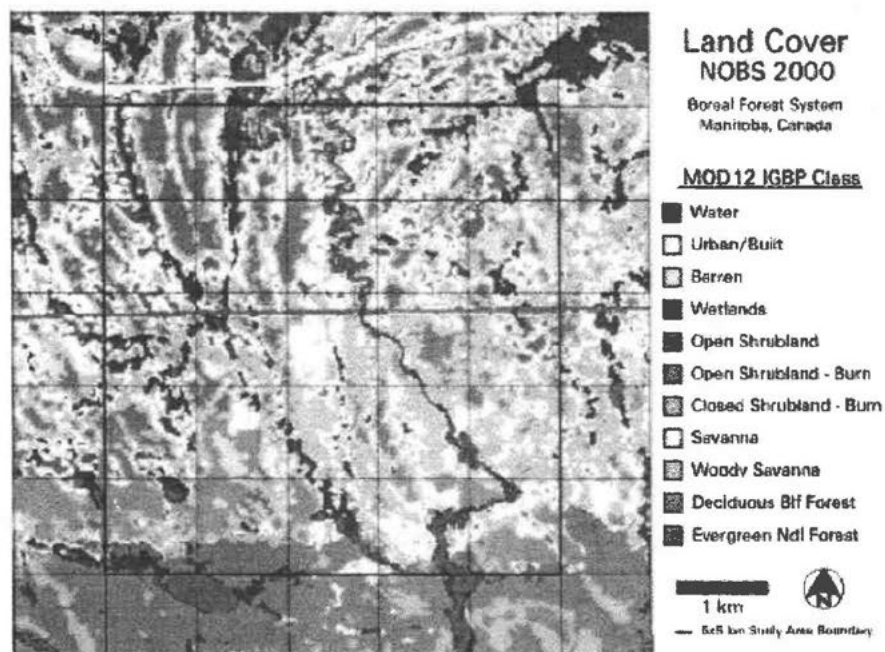 Land Cover
NOBS 2000
Boreal Forest System
Manitoba, Canada
MOD12 IGBP Class
Water
Urban/Built
Barren
Wetlands
Open Shrubland
Open Shrubland - Burn
Closed Shrubland - Burn
Savanna
Woody Savanna
Deciduous Blf Forest
Evergreen Ndl Forest
N
1 km
5x5 km Study Area Boundary